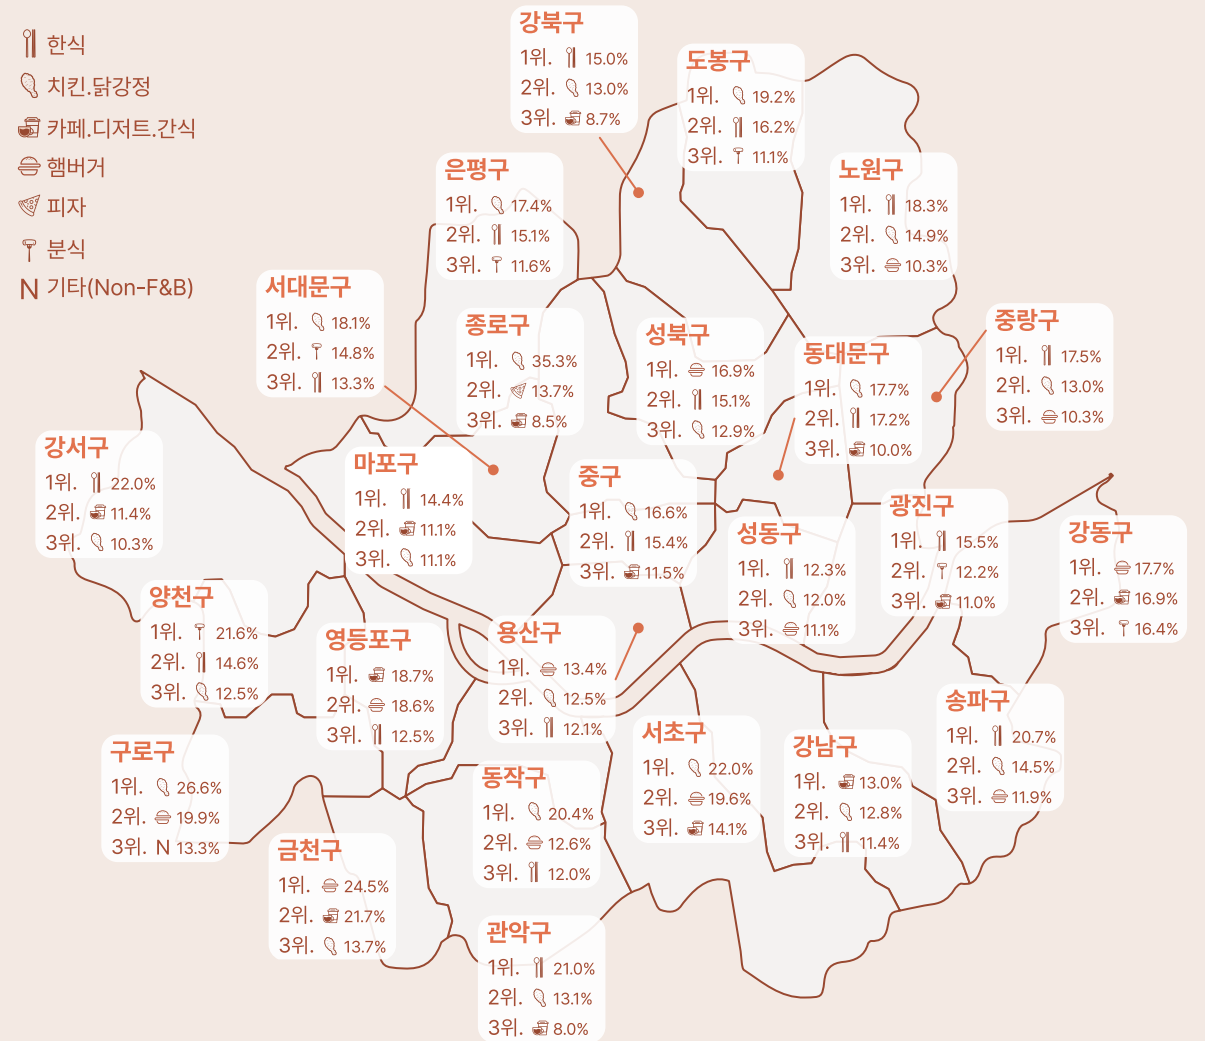 한식
치킨.닭강정
카페.디저트.간식
햄버거
피자
분식
N 기타(Non-F&B)
강북구
1위. 15.0%
2위. 13.0%
3위. 8.7%
도봉구
1위. 19.2%
2위. 16.2%
3위. 11.1%
은평구
1위. 17.4%
2위. 15.1%
3위. 11.6%
노원구
1위. 18.3%
2위. 14.9%
3위. 10.3%
서대문구
1위. 18.1%
2위. 14.8%
3위. 13.3%
종로구
1위. 35.3%
2위. 13.7%
3위. 8.5%
성북구
1위. 16.9%
2위. 15.1%
3위. 12.9%
동대문구
1위. 17.7%
2위. 17.2%
3위. 10.0%
중랑구
1위. 17.5%
2위. 13.0%
3위. 10.3%
강서구
1위. 22.0%
2위. 11.4%
3위. 10.3%
마포구
1위. 14.4%
2위. 11.1%
3위. 11.1%
중구
1위. 16.6%
2위. 15.4%
3위. 11.5%
성동구
1위. 12.3%
2위. 12.0%
3위. 11.1%
광진구
1위. 15.5%
2위. 12.2%
3위. 11.0%
강동구
1위. 17.7%
2위. 16.9%
3위. 16.4%
양천구
1위. 21.6%
2위. 14.6%
3위. 12.5%
영등포구
1위. 18.7%
2위. 18.6%
3위. 12.5%
용산구
1위. 13.4%
2위. 12.5%
3위. 12.1%
구로구
1위. 26.6%
2위. 19.9%
3위. N 13.3%
동작구
1위. 20.4%
2위. 12.6%
3위. 12.0%
서초구
1위. 22.0%
2위. 19.6%
3위. 14.1%
강남구
1위. 13.0%
2위. 12.8%
3위. 11.4%
송파구
1위. 20.7%
2위. 14.5%
3위. 11.9%
금천구
1위. 24.5%
2위. 21.7%
3위. 13.7%
관악구
1위. 21.0%
2위. 13.1%
3위. 8.0%